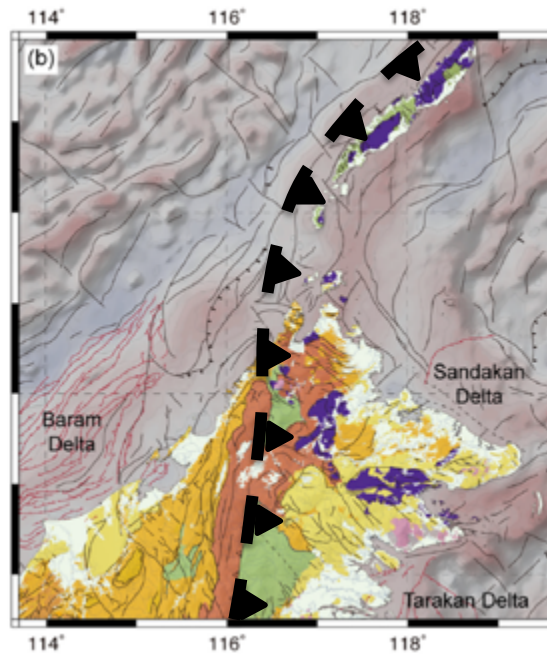 114° 116° 118°
(b)
Sandakan
Delta
Baram
Delta
Tarakan Delta
114° 116° 118°